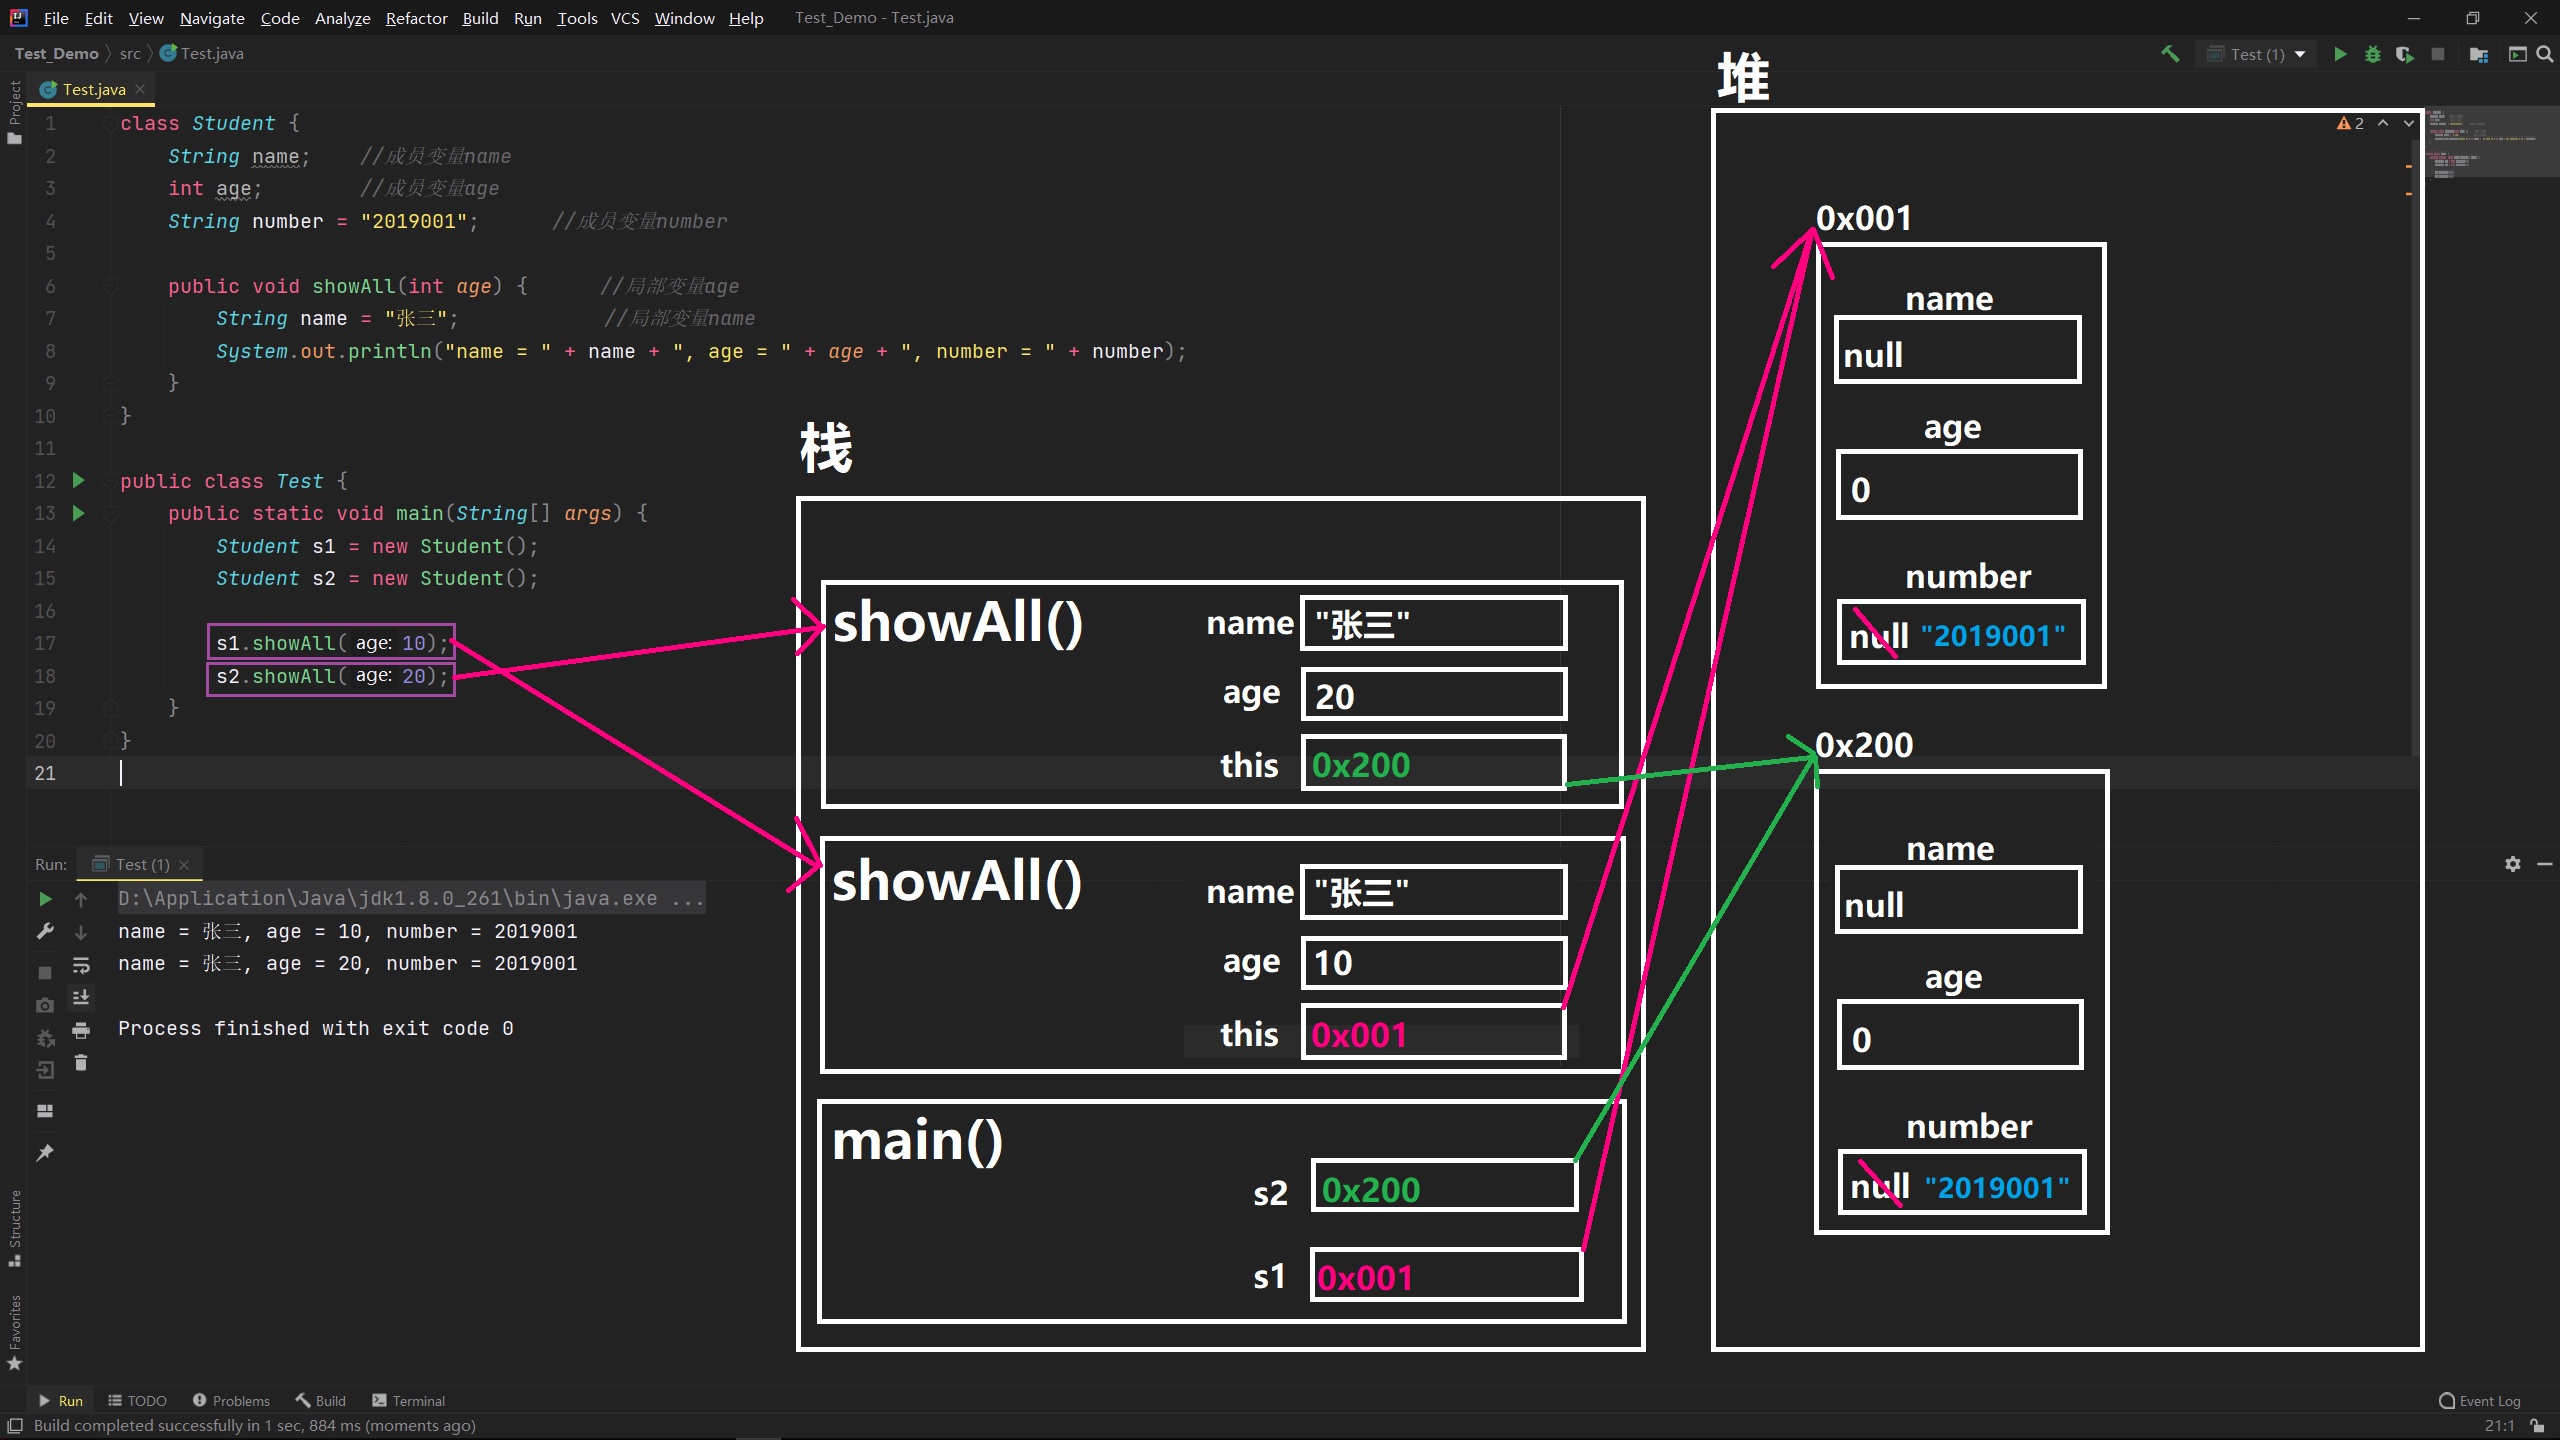 File Edit View Navigate Code Analyze Refactor Build Run Tools VCS Window Help Test_Demo - Test.java
Test_Demo src Test.java Test (1)
Project
Test.java
1 class Student {
2 String name; //成员变量name
3 int age; //成员变量age
4 String number = "2019001"; //成员变量number
5
6 public void showAll(int age) { //局部变量age
7 String name = "张三"; //局部变量name
8 System.out.println("name = " + name + ", age = " + age + ", number = " + number);
9 }
10 }
11
12 public class Test {
13 public static void main(String[] args) {
14 Student s1 = new Student();
15 Student s2 = new Student();
16
17 s1.showAll( age: 10);
18 s2.showAll( age: 20);
19 }
20 }
21
2
栈
showAll()
name "张三"
age 20
this 0x200
showAll()
name "张三"
age 10
this 0x001
main()
s2 0x200
s1 0x001
堆
0x001
name
null
age
0
number
null "2019001"
0x200
name
null
age
0
number
null "2019001"
Run: Test (1)
D:\Application\Java\jdk1.8.0_261\bin\java.exe ...
name = 张三, age = 10, number = 2019001
name = 张三, age = 20, number = 2019001
Process finished with exit code 0
Structure
Favorites
Run TODO Problems Build Terminal Event Log
Build completed successfully in 1 sec, 884 ms (moments ago) 21:1